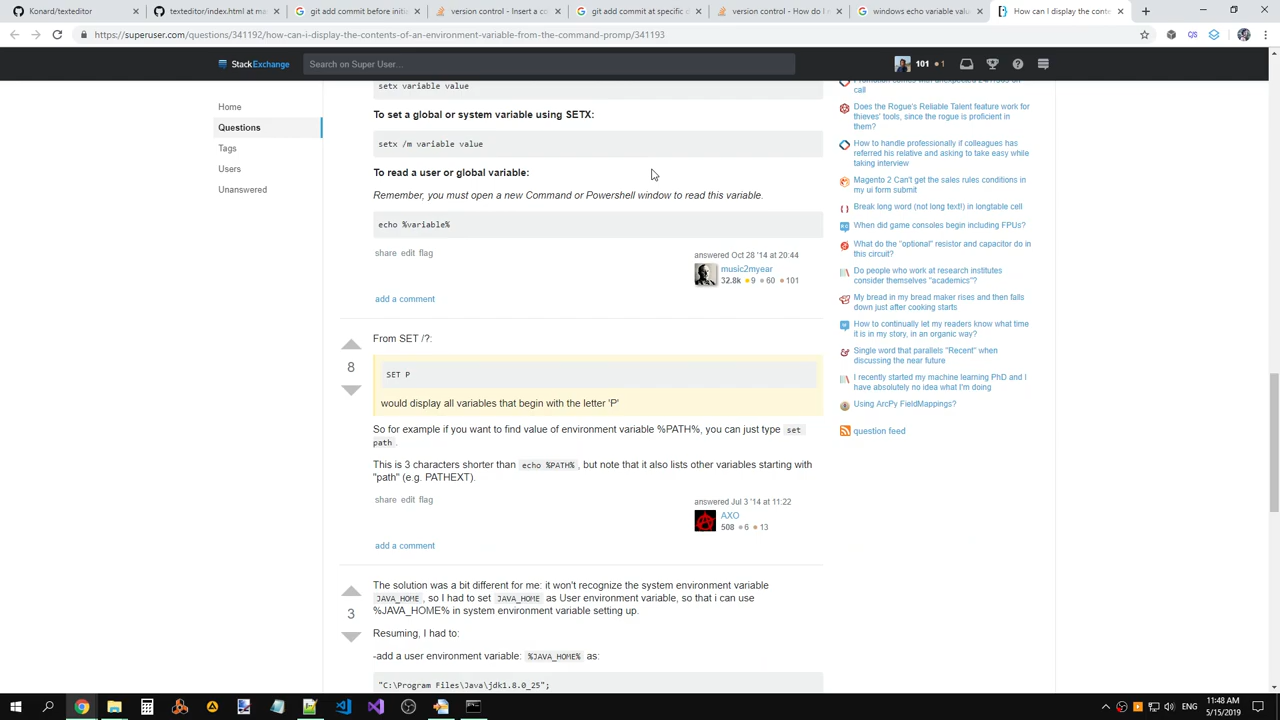 Konard/texteditor
texteditor/index.html at ma
git add commit before initia
version control - Insert a co
git add commit at specific d
version control - How do I r
windows echo variable value
How can I display the conte
https://superuser.com/questions/341192/how-can-i-display-the-contents-of-an-environment-variable-from-the-command-promp/341193
StackExchange
Search on Super User…
101 1
Home
Questions
Tags
Users
Unanswered
setx variable value
To set a global or system variable using SETX:
setx /m variable value
To read a user or global variable:
Remember, you must open a new Command or Powershell window to read this variable.
echo %variable%
share edit flag
answered Oct 28 '14 at 20:44
music2myear
32.8k 9 60 101
add a comment
8
From SET /?:
SET P
would display all variables that begin with the letter 'P'
So for example if you want to find value of environment variable %PATH%, you can just type set
path.
This is 3 characters shorter than echo %PATH%, but note that it also lists other variables starting with
"path" (e.g. PATHEXT).
share edit flag
answered Jul 3 '14 at 11:22
AXO
508 6 13
add a comment
3
The solution was a bit different for me: it won't recognize the system environment variable
JAVA_HOME, so I had to set JAVA_HOME as User environment variable, so that i can use
%JAVA_HOME% in system environment variable setting up.
Resuming, I had to:
-add a user environment variable: %JAVA_HOME% as:
"C:\Program Files\Java\jdk1.8.0_25";
call
Does the Rogue's Reliable Talent feature work for
thieves' tools, since the rogue is proficient in
them?
How to handle professionally if colleagues has
referred his relative and asking to take easy while
taking interview
Magento 2 Can't get the sales rules conditions in
my ui form submit
Break long word (not long text!) in longtable cell
When did game consoles begin including FPUs?
What do the "optional" resistor and capacitor do in
this circuit?
Do people who work at research institutes
consider themselves "academics"?
My bread in my bread maker rises and then falls
down just after cooking starts
How to continually let my readers know what time
it is in my story, in an organic way?
Single word that parallels "Recent" when
discussing the near future
I recently started my machine learning PhD and I
have absolutely no idea what I'm doing
Using ArcPy FieldMappings?
question feed
ENG
11:48 AM
5/15/2019